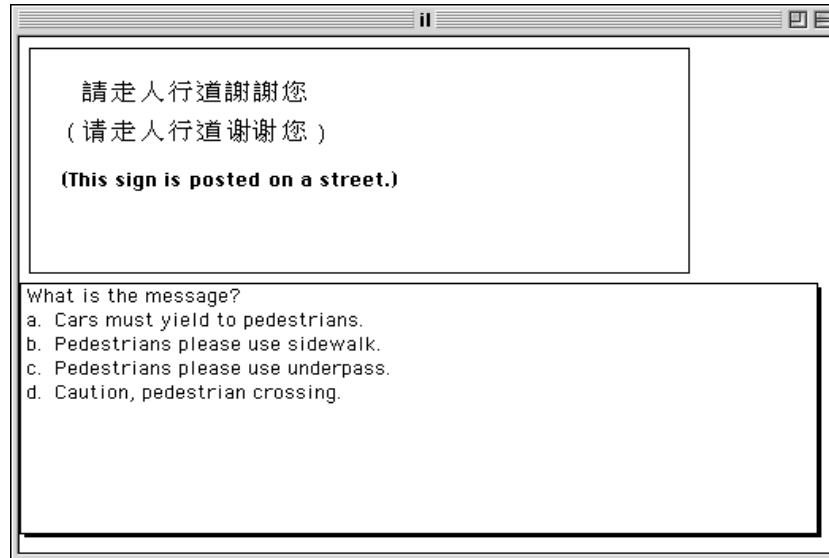 il
請走人行道謝謝您
(请走人行道谢谢您)
(This sign is posted on a street.)
What is the message?
a. Cars must yield to pedestrians.
b. Pedestrians please use sidewalk.
c. Pedestrians please use underpass.
d. Caution, pedestrian crossing.